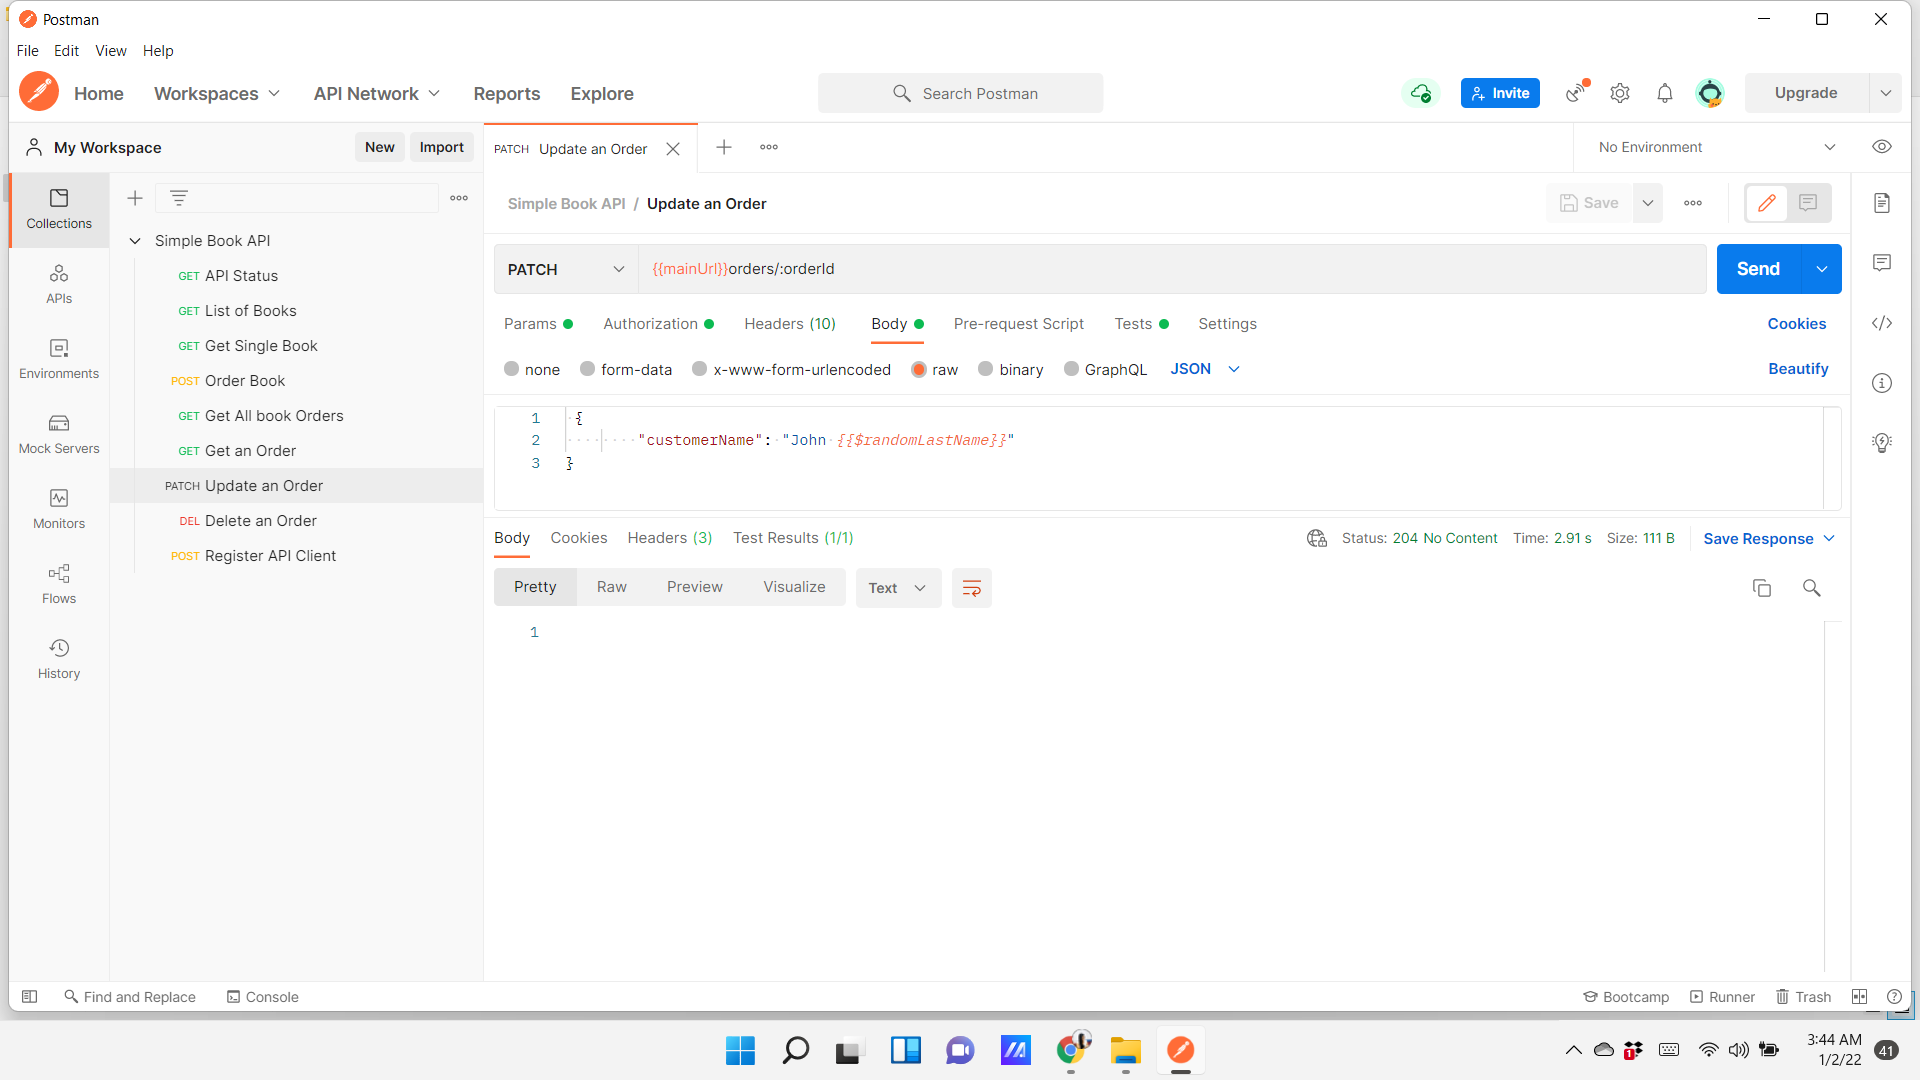 Postman
File Edit View Help
Home Workspaces API Network Reports Explore Search Postman Invite Upgrade
My Workspace New Import PATCH Update an Order No Environment
Collections
Simple Book API / Update an Order Save
Simple Book API
PATCH {{mainUrl}}orders/:orderId Send
GET API Status
APIs
GET List of Books
Params Authorization Headers (10) Body Pre-request Script Tests Settings Cookies
GET Get Single Book
Environments
none form-data x-www-form-urlencoded raw binary GraphQL JSON Beautify
POST Order Book
GET Get All book Orders
1 {
Mock Servers
2 "customerName": "John {{$randomLastName}}"
GET Get an Order
3 }
PATCH Update an Order
Monitors
DEL Delete an Order
Body Cookies Headers (3) Test Results (1/1) Status: 204 No Content Time: 2.91 s Size: 111 B Save Response
POST Register API Client
Flows
Pretty Raw Preview Visualize Text
1
History
Find and Replace Console Bootcamp Runner Trash
1
3:44 AM
1/2/22
41